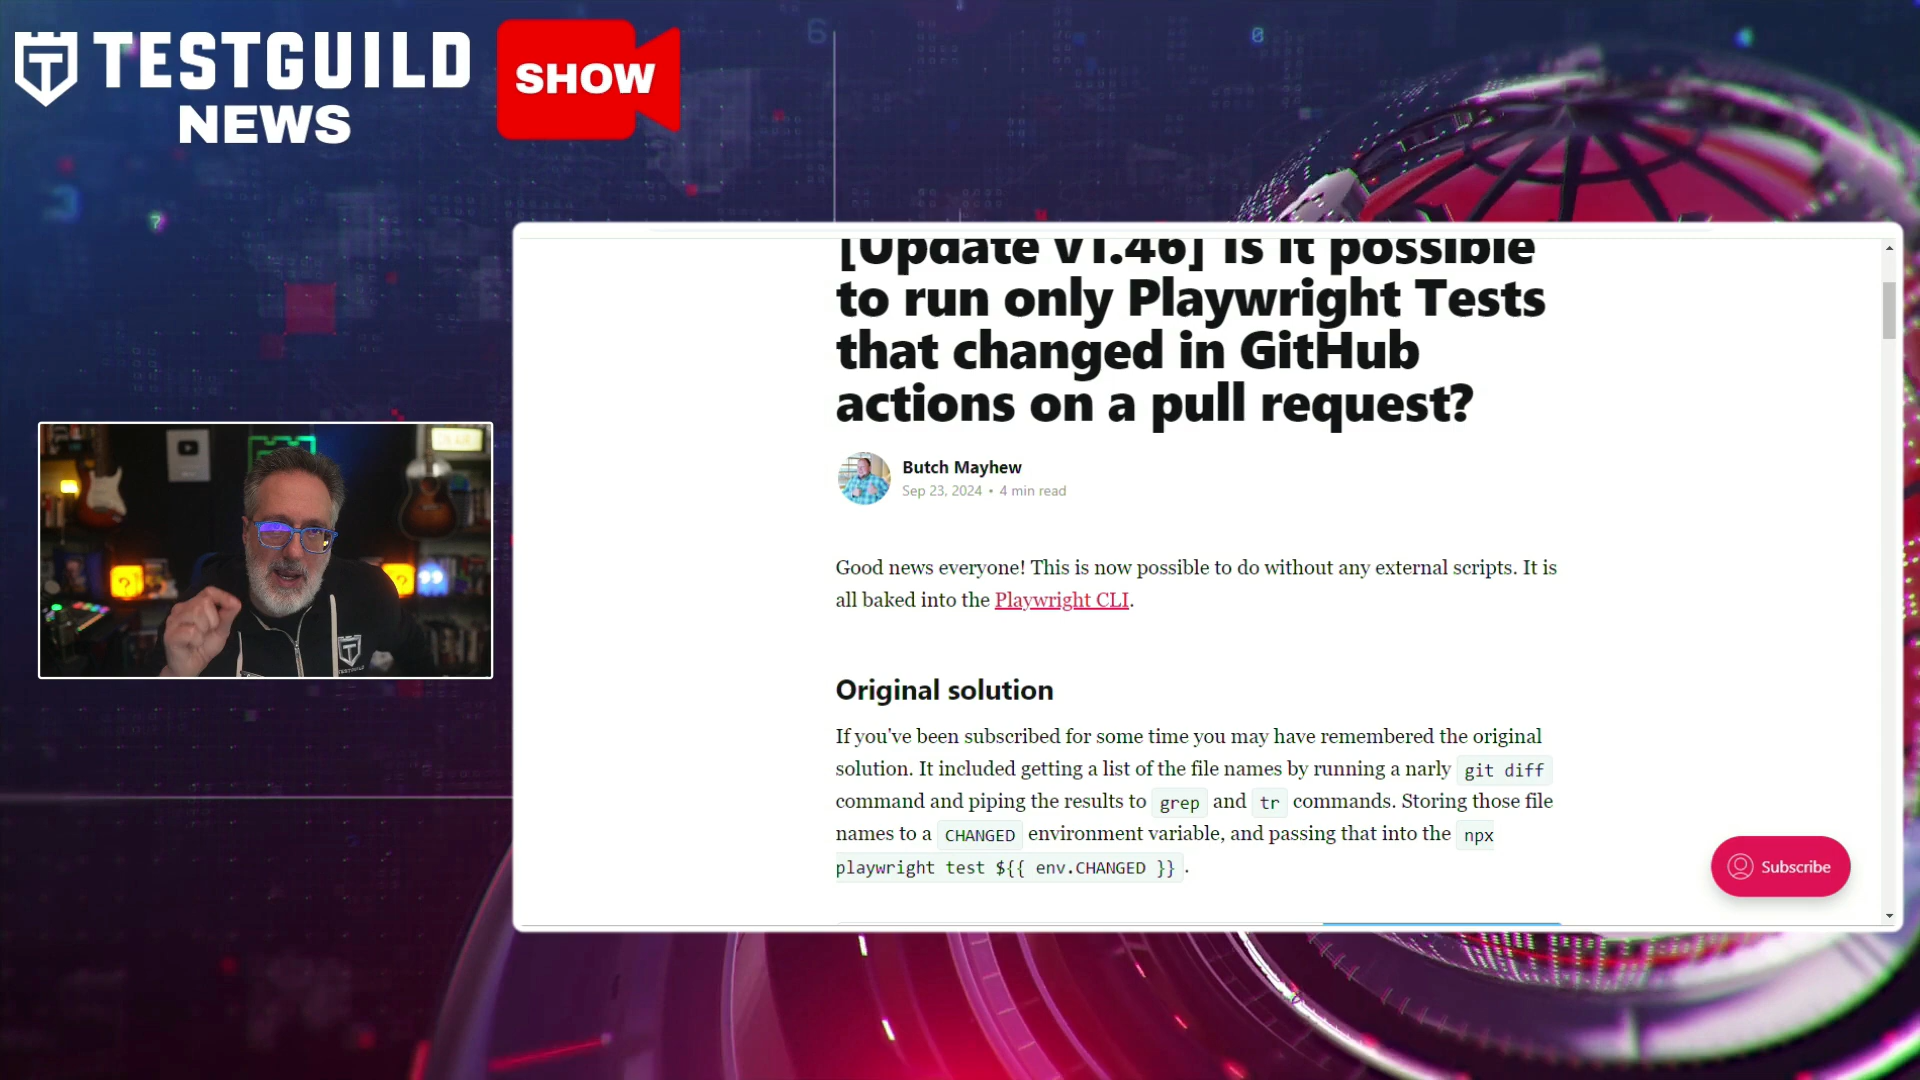 TESTGUILD
NEWS
SHOW
[Update v1.46] Is it possible
to run only Playwright Tests
that changed in GitHub
actions on a pull request?
Butch Mayhew
Sep 23, 2024 • 4 min read
Good news everyone! This is now possible to do without any external scripts. It is
all baked into the Playwright CLI.
Original solution
If you've been subscribed for some time you may have remembered the original
solution. It included getting a list of the file names by running a narly git diff
command and piping the results to grep and tr commands. Storing those file
names to a CHANGED environment variable, and passing that into the npx
playwright test ${{ env.CHANGED }} .
Subscribe